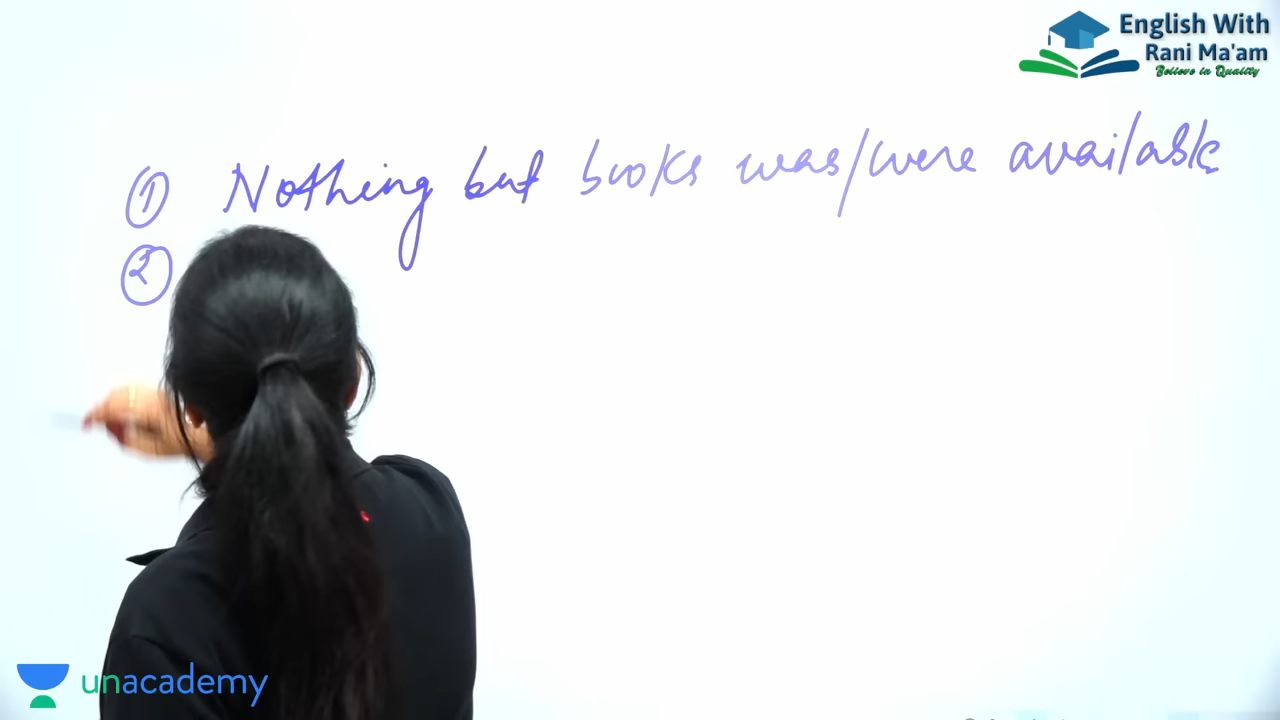 English With
Rani Ma'am
Believe in Quality
① Nothing but books was/were available
②
unacademy